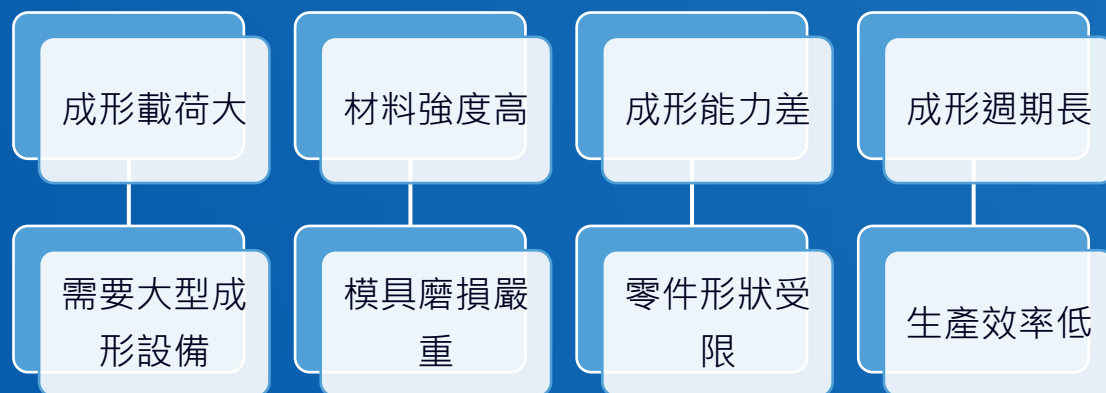 成形載荷大
材料強度高
成形能力差
成形週期長
需要大型成
形設備
模具磨損嚴
重
零件形狀受
限
生產效率低